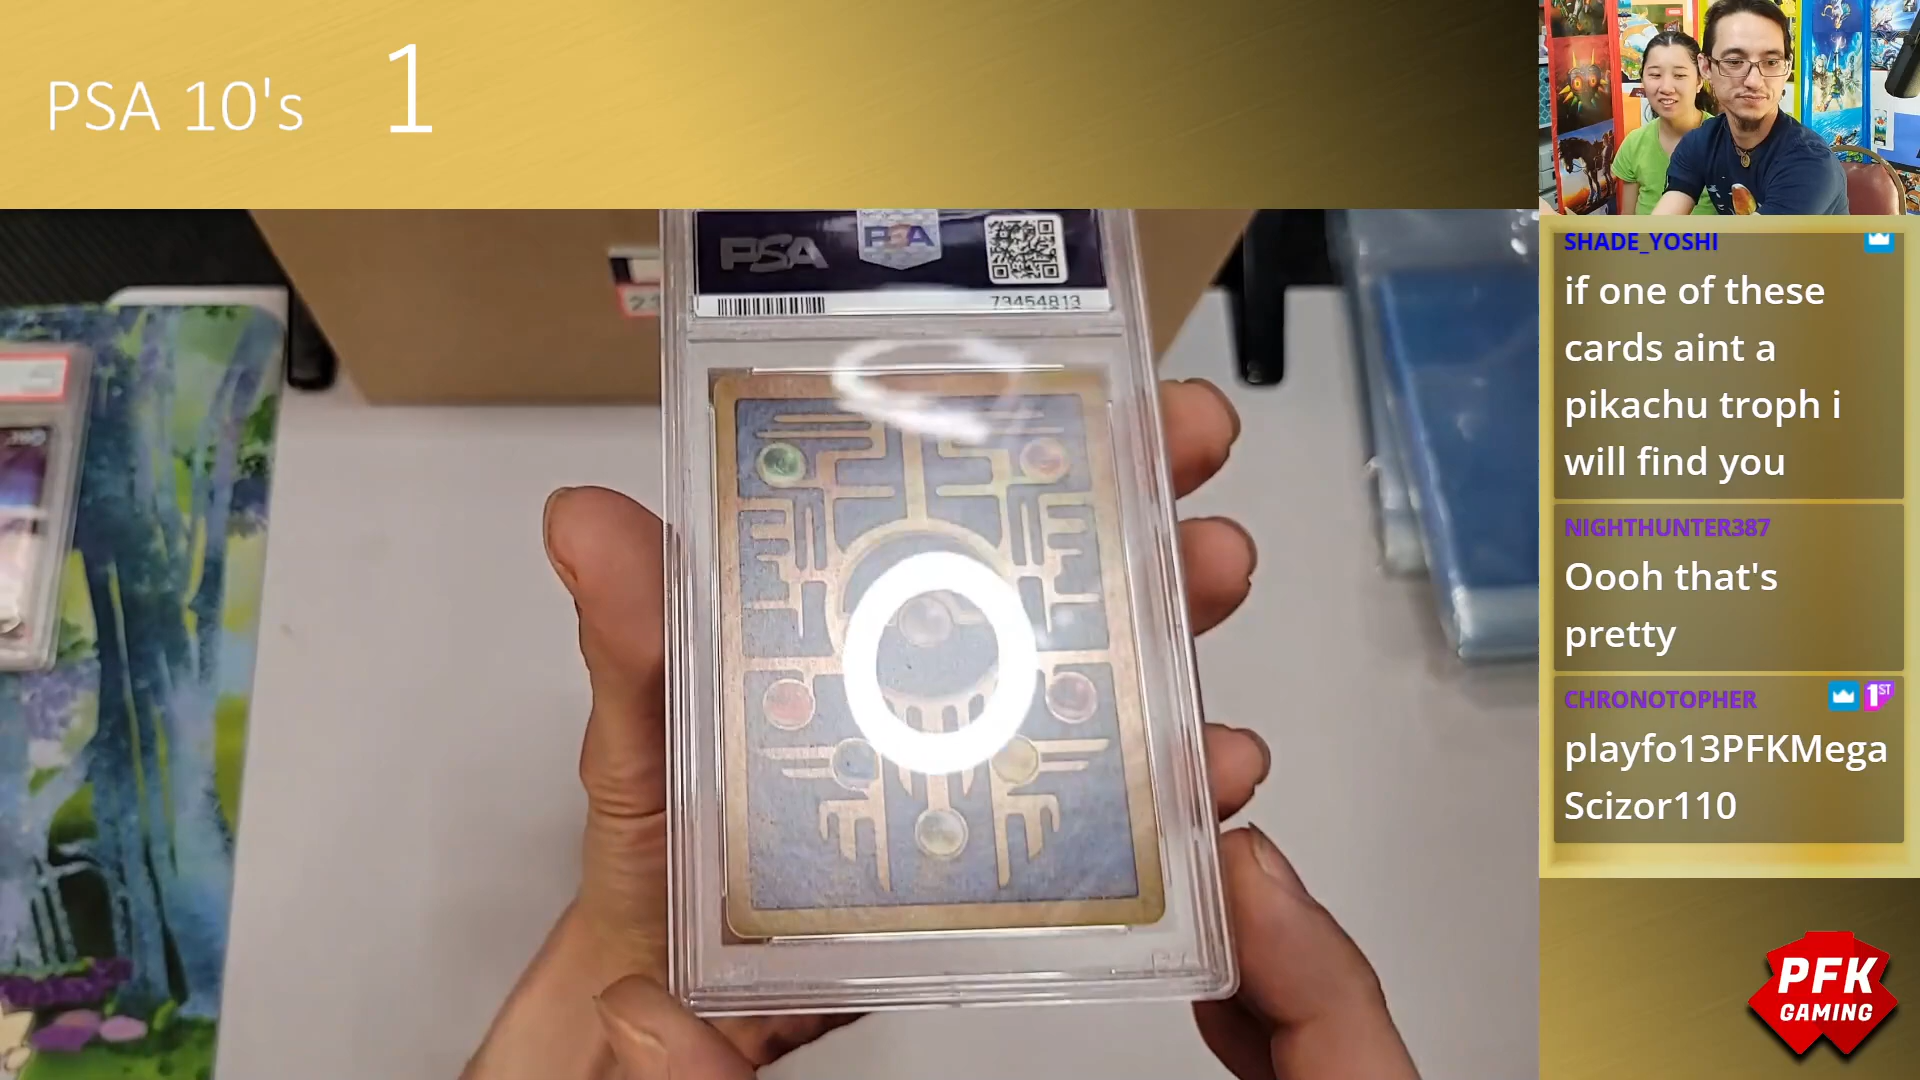 PSA 10's 1
PSA
PSA
73454813
SHADE_YOSHI
if one of these
cards aint a
pikachu troph i
will find you
NIGHTHUNTER387
Oooh that's
pretty
CHRONOTOPHER 1ST
playfo13PFKMega
Scizor110
PFK
GAMING